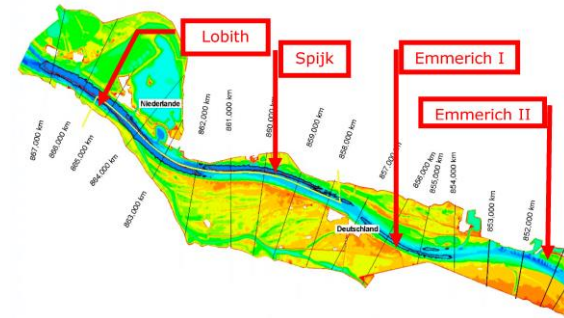 Lobith
Spijk
Emmerich I
Emmerich II
Niederlande
Deutschland
867,000 km
866,000 km
865,000 km
864,000 km
863,000 km
862,000 km
861,000 km
860,000 km
859,000 km
858,000 km
857,000 km
856,000 km
855,000 km
854,000 km
853,000 km
852,000 km